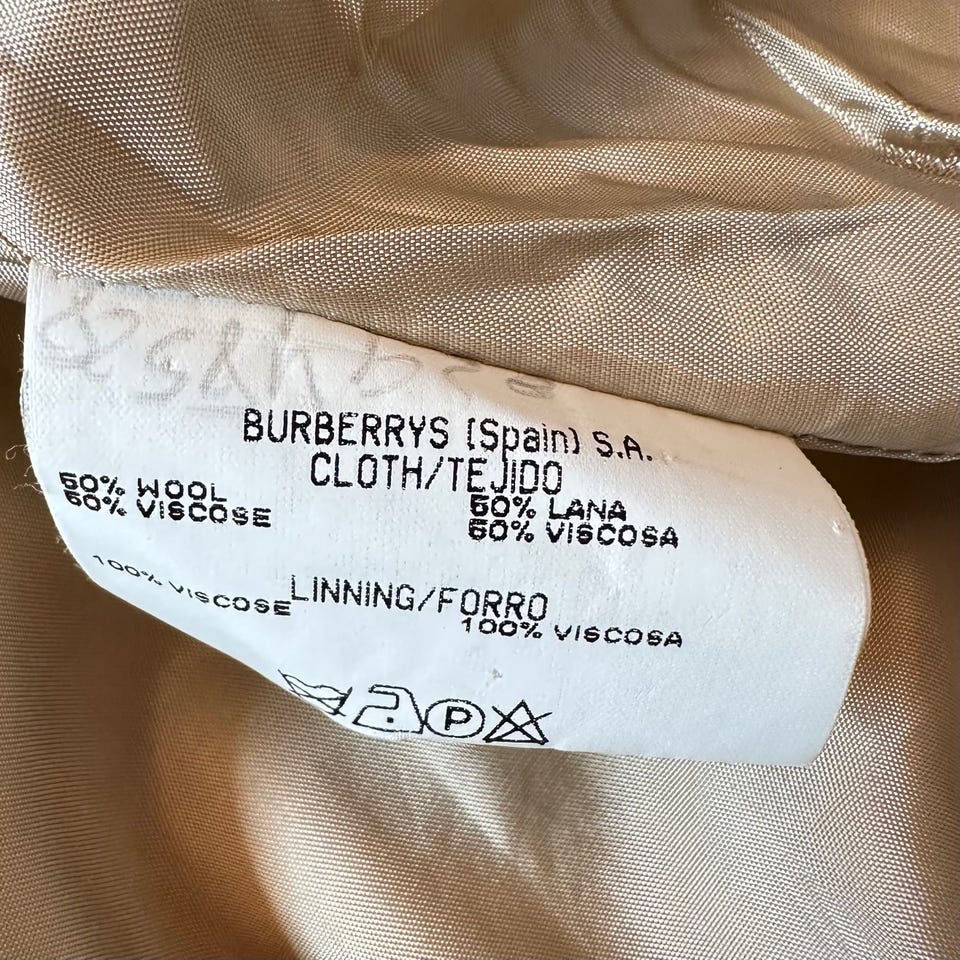 BURBERRYS (Spain) S.A.
CLOTH/TEJIDO
50% WOOL 50% LANA
50% VISCOSE 50% VISCOSA
LINNING/FORRO
100% VISCOSE 100% VISCOSA
P